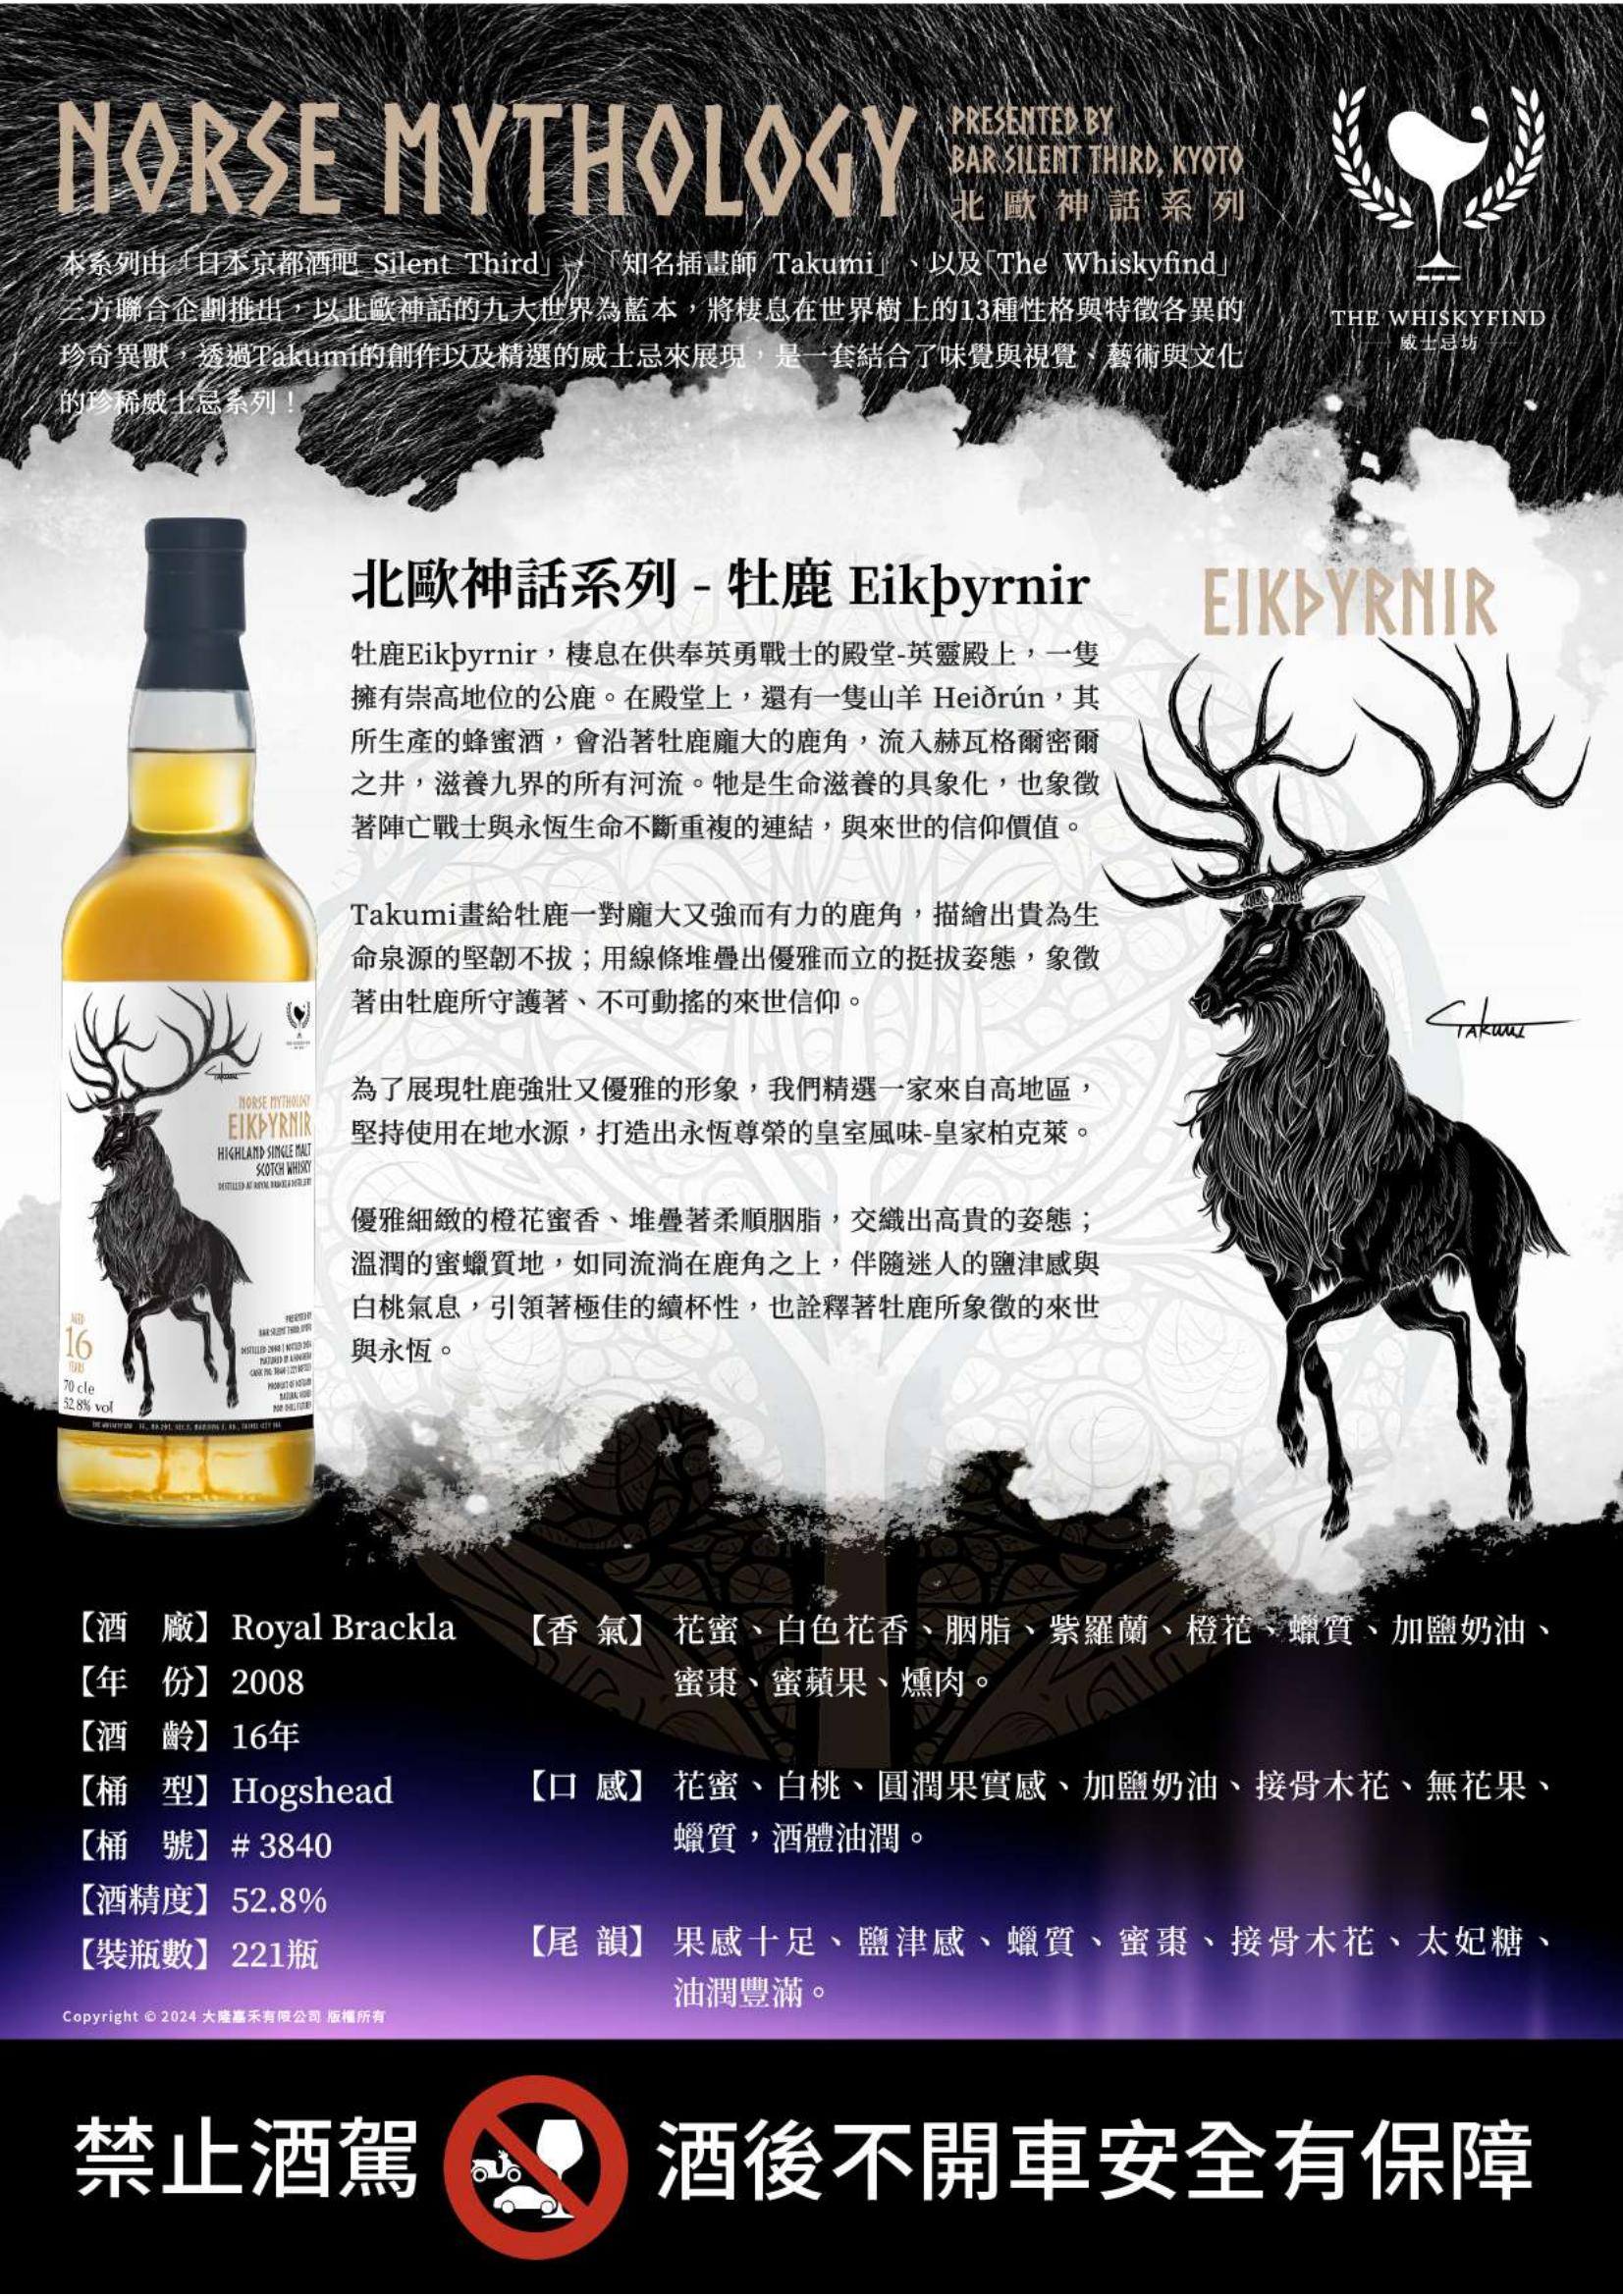 NORSE MYTHOLOGY
PRESENTED BY
BAR SILENT THIRD, KYOTO
北歐神話系列
THE WHISKYFIND
威士忌坊
本系列由「日本京都酒吧 Silent Third」、「知名插畫師 Takumi」、以及「The Whiskyfind」
三方聯合企劃推出，以北歐神話的九大世界為藍本，將棲息在世界樹上的13種性格與特徵各異的
珍奇異獸，透過Takumi的創作以及精選的威士忌來展現，是一套結合了味覺與視覺、藝術與文化
的珍稀威士忌系列！
北歐神話系列 - 牡鹿 Eikþyrnir
牡鹿Eikþyrnir，棲息在供奉英勇戰士的殿堂-英靈殿上，一隻
擁有崇高地位的公鹿。在殿堂上，還有一隻山羊 Heiðrún，其
所生產的蜂蜜酒，會沿著牡鹿龐大的鹿角，流入赫瓦格爾密爾
之井，滋養九界的所有河流。牠是生命滋養的具象化，也象徵
著陣亡戰士與永恆生命不斷重複的連結，與來世的信仰價值。
Takumi畫給牡鹿一對龐大又強而有力的鹿角，描繪出貴為生
命泉源的堅韌不拔；用線條堆疊出優雅而立的挺拔姿態，象徵
著由牡鹿所守護著、不可動搖的來世信仰。
為了展現牡鹿強壯又優雅的形象，我們精選一家來自高地區，
堅持使用在地水源，打造出永恆尊榮的皇室風味-皇家柏克萊。
優雅細緻的橙花蜜香、堆疊著柔順胭脂，交織出高貴的姿態；
溫潤的蜜蠟質地，如同流淌在鹿角之上，伴隨迷人的鹽津感與
白桃氣息，引領著極佳的續杯性，也詮釋著牡鹿所象徵的來世
與永恆。
EIKÞYRNIR
Takumi
Takumi
NORSE MYTHOLOGY
EIKÞYRNIR
HIGHLAND SINGLE MALT
SCOTCH WHISKY
DISTILLED AT ROYAL BRACKLA DISTILLERY
AGED
16
YEARS
70 cle
52.8% vol
PRESENTED BY
BAR SILENT THIRD, KYOTO
【酒 廠】 Royal Brackla
【年 份】 2008
【酒 齡】 16年
【桶 型】 Hogshead
【桶 號】 # 3840
【酒精度】 52.8%
【裝瓶數】 221瓶
【香 氣】 花蜜、白色花香、胭脂、紫羅蘭、橙花、蠟質、加鹽奶油、
蜜棗、蜜蘋果、燻肉。
【口 感】 花蜜、白桃、圓潤果實感、加鹽奶油、接骨木花、無花果、
蠟質，酒體油潤。
【尾 韻】 果感十足、鹽津感、蠟質、蜜棗、接骨木花、太妃糖、
油潤豐滿。
Copyright © 2024 大隆嘉禾有限公司 版權所有
禁止酒駕
酒後不開車安全有保障